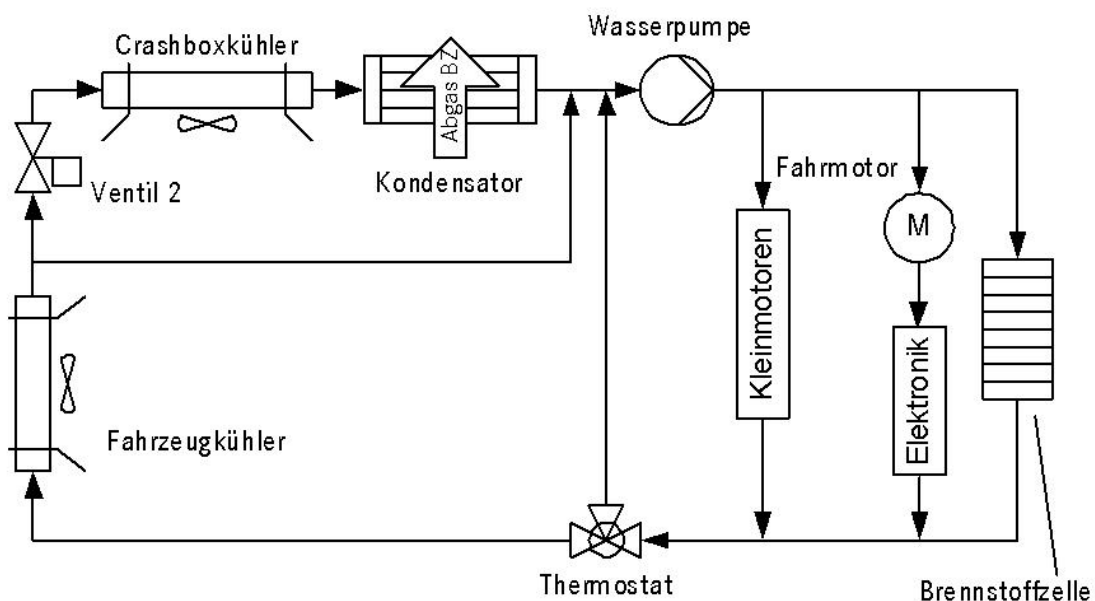 Wasserpumpe
Crashboxkühler
Abgas BZ
Kondensator
Ventil 2
Fahrmotor
M
Kleinmotoren
Elektronik
Fahrzeugkühler
Thermostat
Brennstoffzelle